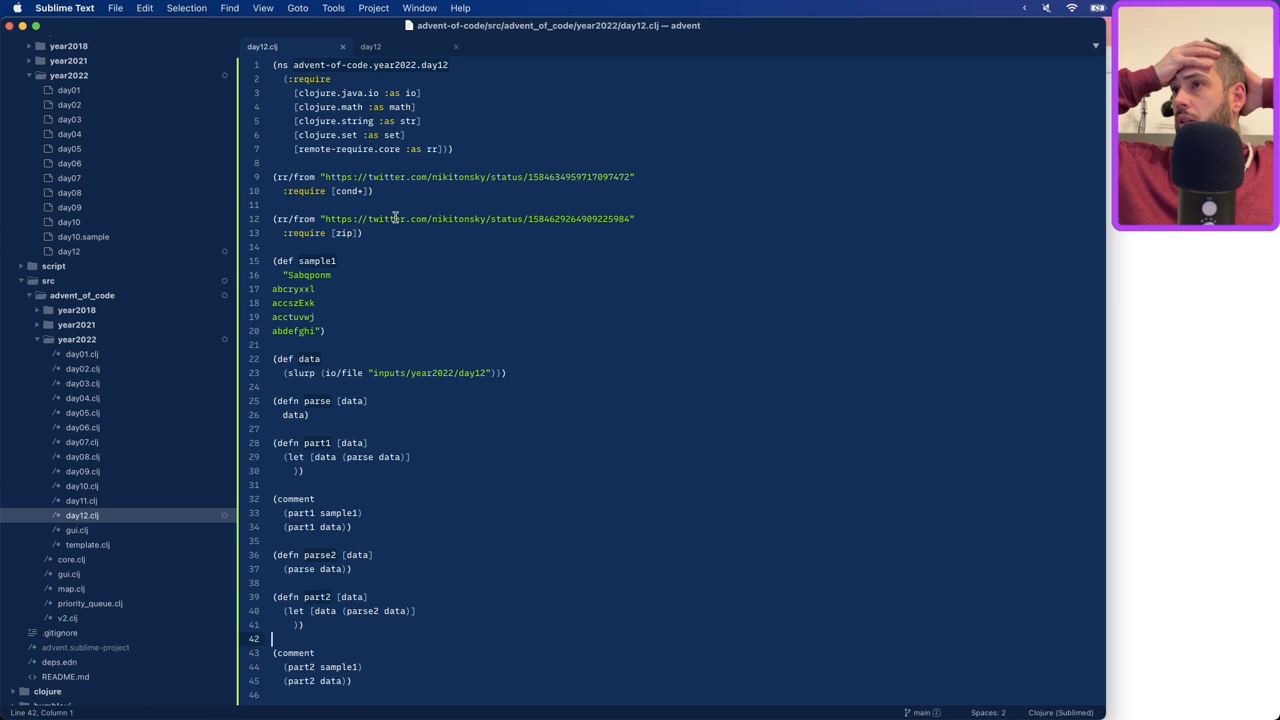 Sublime Text File Edit Selection Find View Goto Tools Project Window Help
advent-of-code/src/advent_of_code/year2022/day12.clj — advent
year2018
year2021
year2022
day01
day02
day03
day04
day05
day06
day07
day08
day09
day10
day10.sample
day12
script
src
advent_of_code
year2018
year2021
year2022
day01.clj
day02.clj
day03.clj
day04.clj
day05.clj
day06.clj
day07.clj
day08.clj
day09.clj
day10.clj
day11.clj
day12.clj
gui.clj
template.clj
core.clj
gui.clj
map.clj
priority_queue.clj
v2.clj
.gitignore
advent.sublime-project
deps.edn
README.md
clojure
day12.clj day12
1 (ns advent-of-code.year2022.day12
2 (:require
3 [clojure.java.io :as io]
4 [clojure.math :as math]
5 [clojure.string :as str]
6 [clojure.set :as set]
7 [remote-require.core :as rr]))
8
9 (rr/from "https://twitter.com/nikitonsky/status/1584634959717097472"
10 :require [cond+])
11
12 (rr/from "https://twitter.com/nikitonsky/status/1584629264909225984"
13 :require [zip])
14
15 (def sample1
16 "Sabqponm
17 abcryxxl
18 accszExk
19 acctuvwj
20 abdefghi")
21
22 (def data
23 (slurp (io/file "inputs/year2022/day12")))
24
25 (defn parse [data]
26 data)
27
28 (defn part1 [data]
29 (let [data (parse data)]
30 ))
31
32 (comment
33 (part1 sample1)
34 (part1 data))
35
36 (defn parse2 [data]
37 (parse data))
38
39 (defn part2 [data]
40 (let [data (parse2 data)]
41 ))
42
43 (comment
44 (part2 sample1)
45 (part2 data))
46
Line 42, Column 1 main 2 Spaces: 2 Clojure (Sublimed)